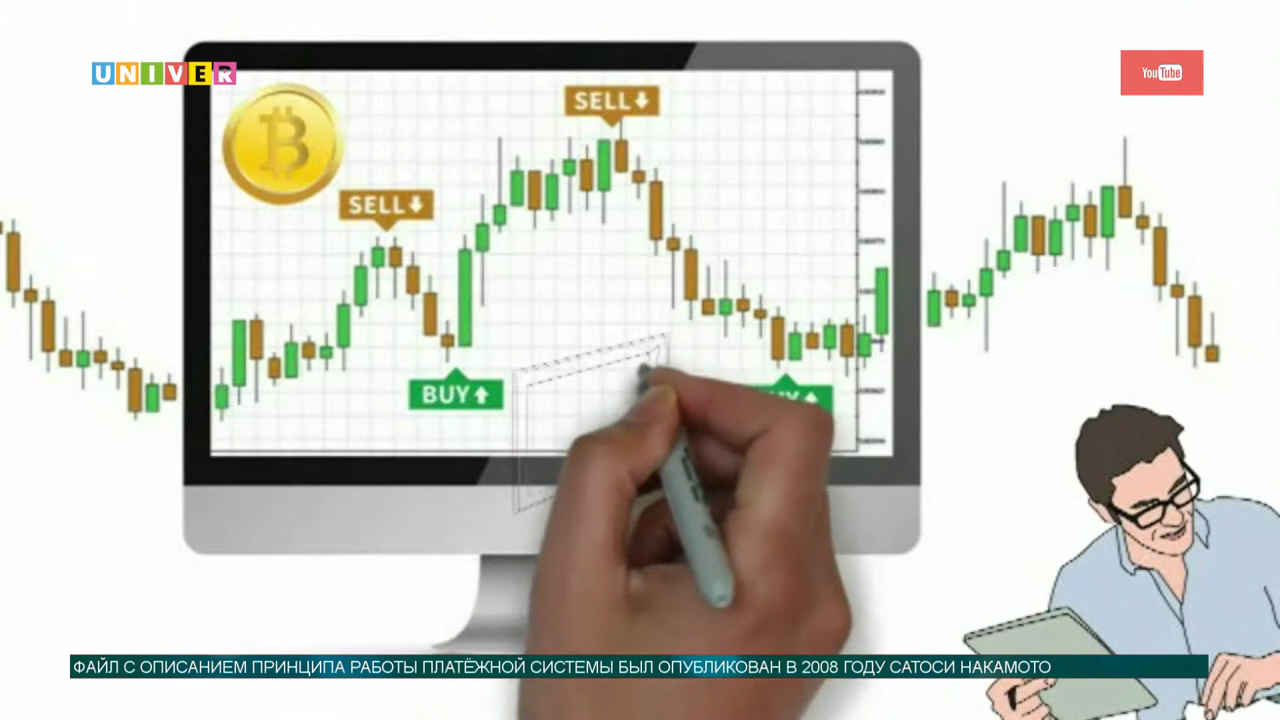 UNIVER
YouTube
SELL
SELL
BUY
ФАЙЛ С ОПИСАНИЕМ ПРИНЦИПА РАБОТЫ ПЛАТЁЖНОЙ СИСТЕМЫ БЫЛ ОПУБЛИКОВАН В 2008 ГОДУ САТОСИ НАКАМОТО